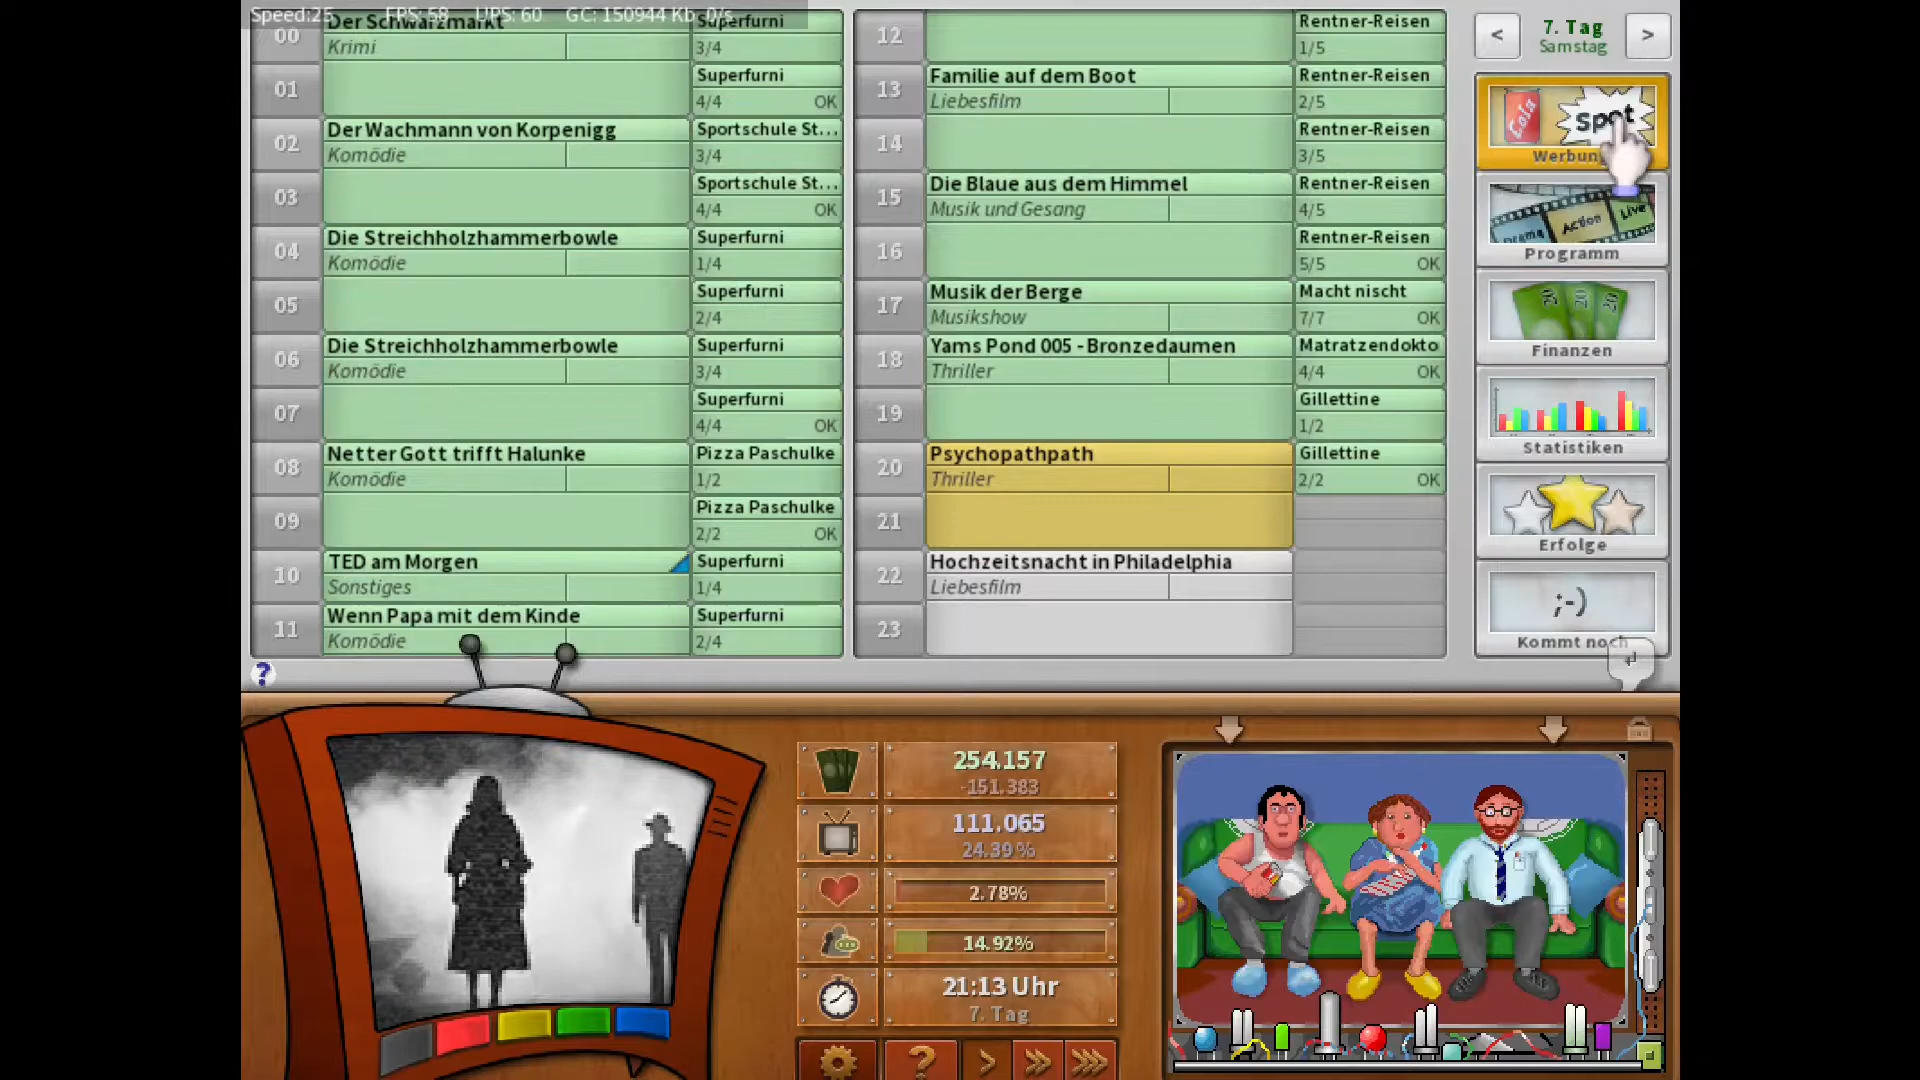 Speed:25 FPS: 58 UPS: 60 GC: 150944 Kb 0/s
00 Der Schwarzmarkt Superfurni
Krimi 3/4
01 Superfurni
4/4 OK
02 Der Wachmann von Korpenigg Sportschule St...
Komödie 3/4
03 Sportschule St...
4/4 OK
04 Die Streichholzhammerbowle Superfurni
Komödie 1/4
05 Superfurni
2/4
06 Die Streichholzhammerbowle Superfurni
Komödie 3/4
07 Superfurni
4/4 OK
08 Netter Gott trifft Halunke Pizza Paschulke
Komödie 1/2
09 Pizza Paschulke
2/2 OK
10 TED am Morgen Superfurni
Sonstiges 1/4
11 Wenn Papa mit dem Kinde Superfurni
Komödie 2/4
12 Rentner-Reisen
1/5
13 Familie auf dem Boot Rentner-Reisen
Liebesfilm 2/5
14 Rentner-Reisen
3/5
15 Die Blaue aus dem Himmel Rentner-Reisen
Musik und Gesang 4/5
16 Rentner-Reisen
5/5 OK
17 Musik der Berge Macht nischt
Musikshow 7/7 OK
18 Yams Pond 005 - Bronzedaumen Matratzendokto
Thriller 4/4 OK
19 Gillettine
1/2
20 Psychopathpath Gillettine
Thriller 2/2 OK
21
22 Hochzeitsnacht in Philadelphia
Liebesfilm
23
< 7. Tag >
Samstag
Cola Spot
Werbun
Drama Action Live
Programm
20 20 20
Finanzen
Statistiken
Erfolge
;-)
Kommt noch
?
254.157
-151.383
111.065
24.39%
2.78%
14.92%
21:13 Uhr
7. Tag
?